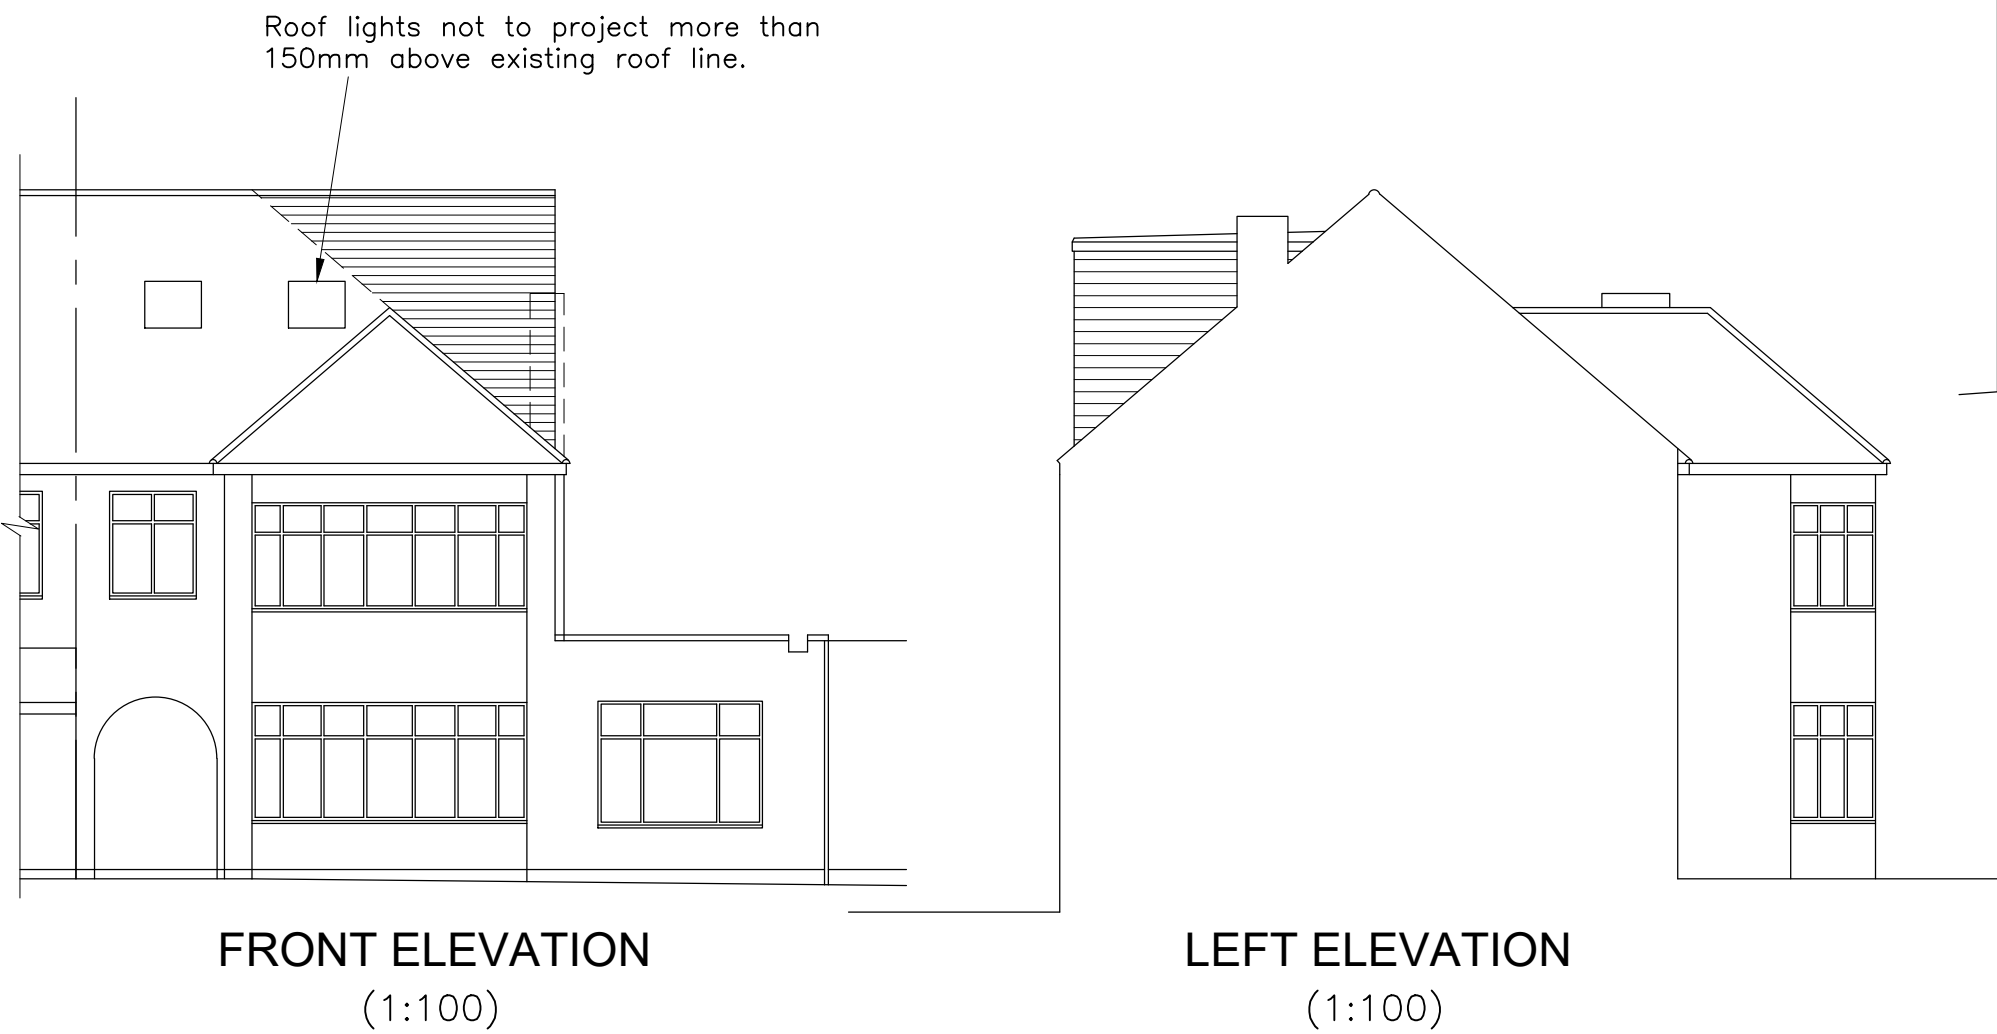 Roof lights not to project more than
150mm above existing roof line.
FRONT ELEVATION
(1:100)
LEFT ELEVATION
(1:100)